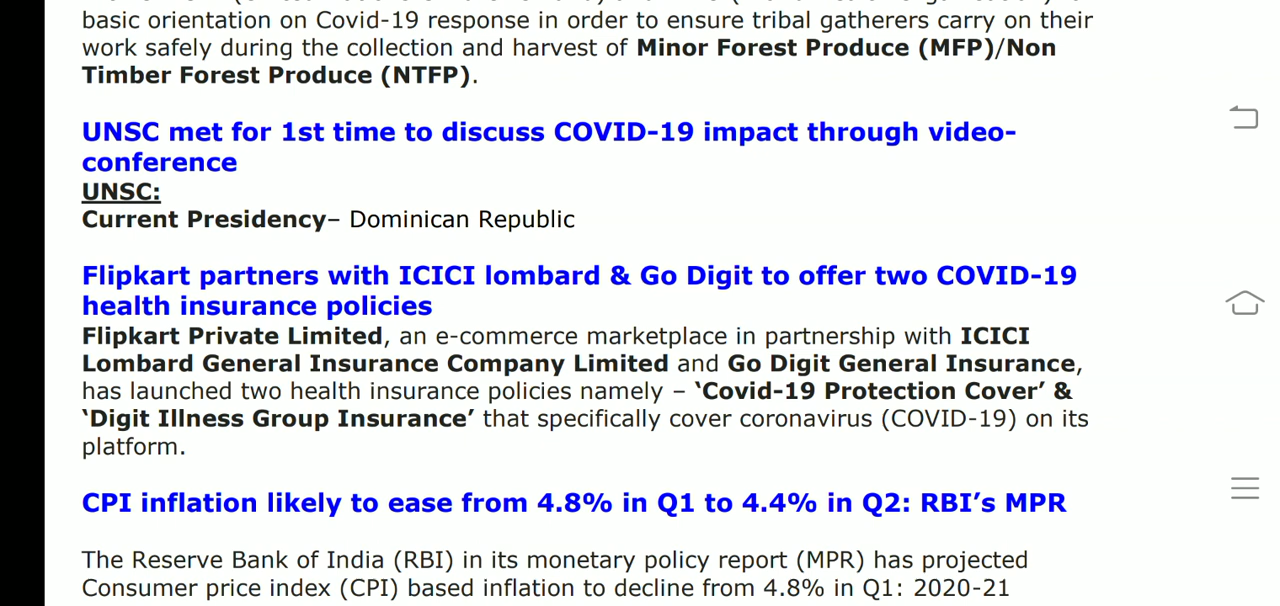 basic orientation on Covid-19 response in order to ensure tribal gatherers carry on their
work safely during the collection and harvest of Minor Forest Produce (MFP)/Non
Timber Forest Produce (NTFP).
UNSC met for 1st time to discuss COVID-19 impact through video-
conference
UNSC:
Current Presidency– Dominican Republic
Flipkart partners with ICICI lombard & Go Digit to offer two COVID-19
health insurance policies
Flipkart Private Limited, an e-commerce marketplace in partnership with ICICI
Lombard General Insurance Company Limited and Go Digit General Insurance,
has launched two health insurance policies namely – ‘Covid-19 Protection Cover’ &
‘Digit Illness Group Insurance’ that specifically cover coronavirus (COVID-19) on its
platform.
CPI inflation likely to ease from 4.8% in Q1 to 4.4% in Q2: RBI’s MPR
The Reserve Bank of India (RBI) in its monetary policy report (MPR) has projected
Consumer price index (CPI) based inflation to decline from 4.8% in Q1: 2020-21